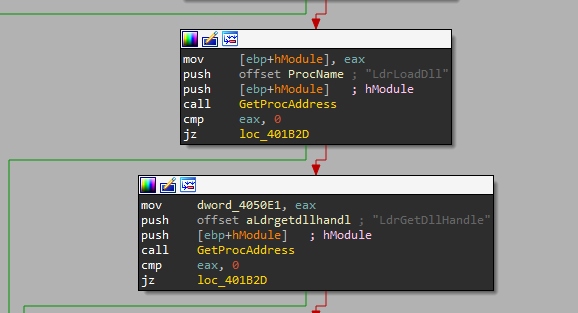 mov [ebp+hModule], eax
push offset ProcName ; "LdrLoadDll"
push [ebp+hModule] ; hModule
call GetProcAddress
cmp eax, 0
jz loc_401B2D
mov dword_4050E1, eax
push offset aLdrgetdllhandl ; "LdrGetDllHandle"
push [ebp+hModule] ; hModule
call GetProcAddress
cmp eax, 0
jz loc_401B2D